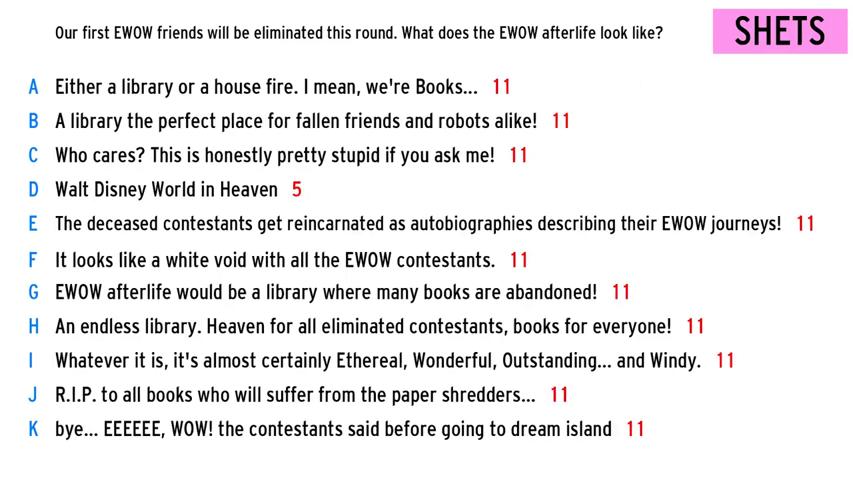 Our first EWOW friends will be eliminated this round. What does the EWOW afterlife look like?
SHETS
A Either a library or a house fire. I mean, we're Books... 11
B A library the perfect place for fallen friends and robots alike! 11
C Who cares? This is honestly pretty stupid if you ask me! 11
D Walt Disney World in Heaven 5
E The deceased contestants get reincarnated as autobiographies describing their EWOW journeys! 11
F It looks like a white void with all the EWOW contestants. 11
G EWOW afterlife would be a library where many books are abandoned! 11
H An endless library. Heaven for all eliminated contestants, books for everyone! 11
I Whatever it is, it's almost certainly Ethereal, Wonderful, Outstanding... and Windy. 11
J R.I.P. to all books who will suffer from the paper shredders... 11
K bye... EEEEEE, WOW! the contestants said before going to dream island 11